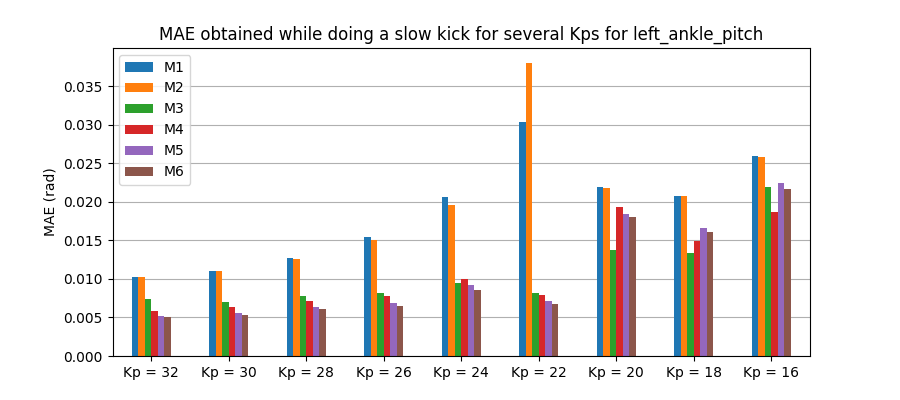 MAE obtained while doing a slow kick for several Kps for left_ankle_pitch
MAE (rad)
0.035
0.030
0.025
0.020
0.015
0.010
0.005
0.000
M1
M2
M3
M4
M5
M6
Kp = 32 Kp = 30 Kp = 28 Kp = 26 Kp = 24 Kp = 22 Kp = 20 Kp = 18 Kp = 16